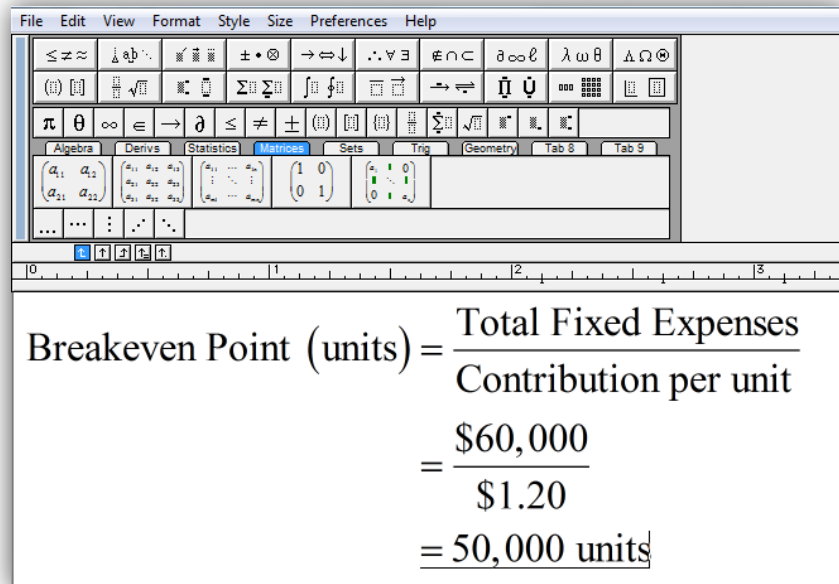 File Edit View Format Style Size Preferences Help
≤ ≠ ≈ ± • ⊗ → ⇔ ↓ ∴ ∀ ∃ ∉ ∩ ⊂ ∂ ∞ ℓ λ ω θ Λ Ω ⊛
π θ ∞ ∈ → ∂ ≤ ≠ ±
Algebra Derivs Statistics Matrices Sets Trig Geometry Tab 8 Tab 9
0 1 2 3
Breakeven Point (units) = Total Fixed Expenses / Contribution per unit
= $60,000 / $1.20
= 50,000 units